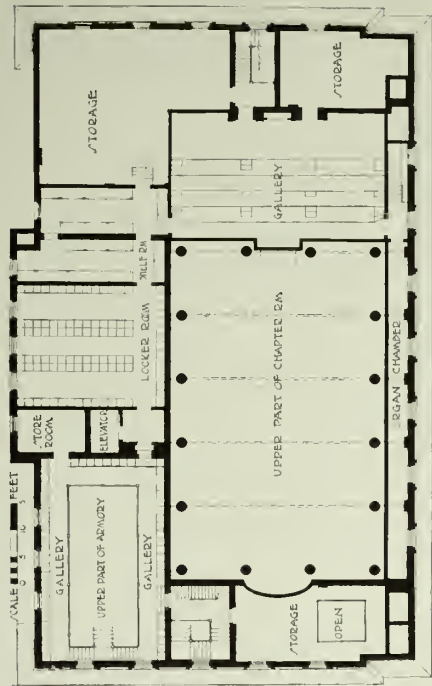 SCALE
FEET
STORAGE
STORAGE
GALLERY
LOCKER ROOM
STORE
ROOM
ELEVATOR
UPPER PART OF CHAPTER RM
ORGAN CHAMBER
GALLERY
UPPER PART OF ARMORY
GALLERY
STORAGE
OPEN